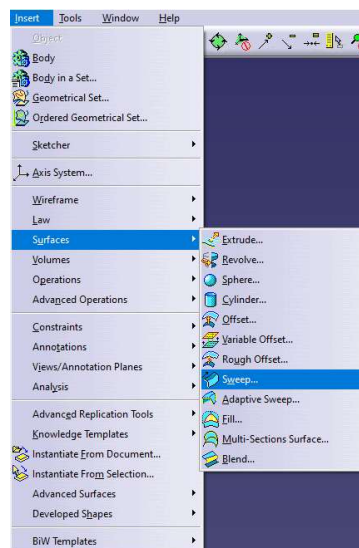 Insert Tools Window Help
Object
Body
Body in a Set...
Geometrical Set...
Ordered Geometrical Set...
Sketcher
Axis System...
Wireframe
Law
Surfaces
Volumes
Operations
Advanced Operations
Constraints
Annotations
Views/Annotation Planes
Analysis
Advanced Replication Tools
Knowledge Templates
Instantiate From Document...
Instantiate From Selection...
Advanced Surfaces
Developed Shapes
BiW Templates
Extrude...
Revolve...
Sphere...
Cylinder...
Offset...
Variable Offset...
Rough Offset...
Sweep...
Adaptive Sweep...
Fill...
Multi-Sections Surface...
Blend...